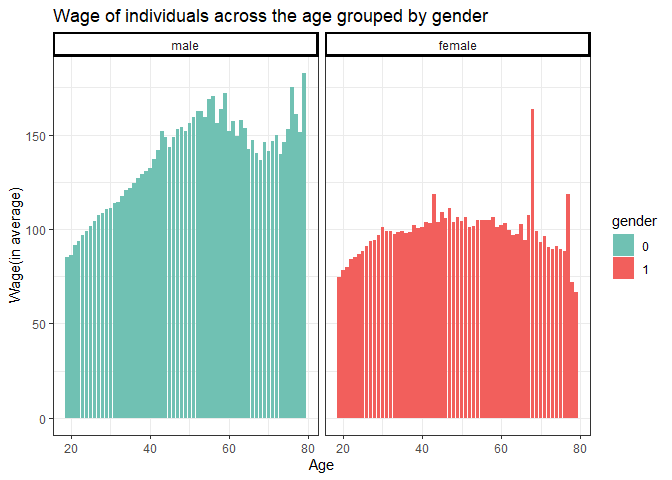 Wage of individuals across the age grouped by gender
male
female
Wage(in average)
150
100
50
0
20 40 60 80
20 40 60 80
Age
gender
0
1